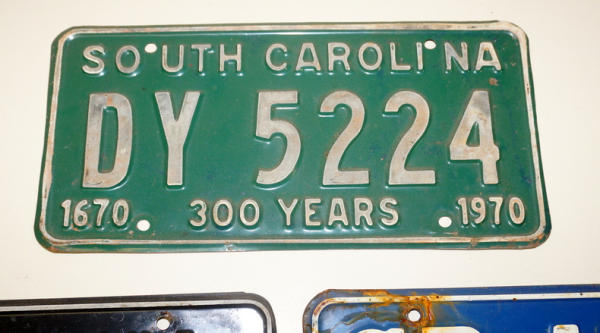 SOUTH CAROLINA
DY 5224
1670 300 YEARS 1970